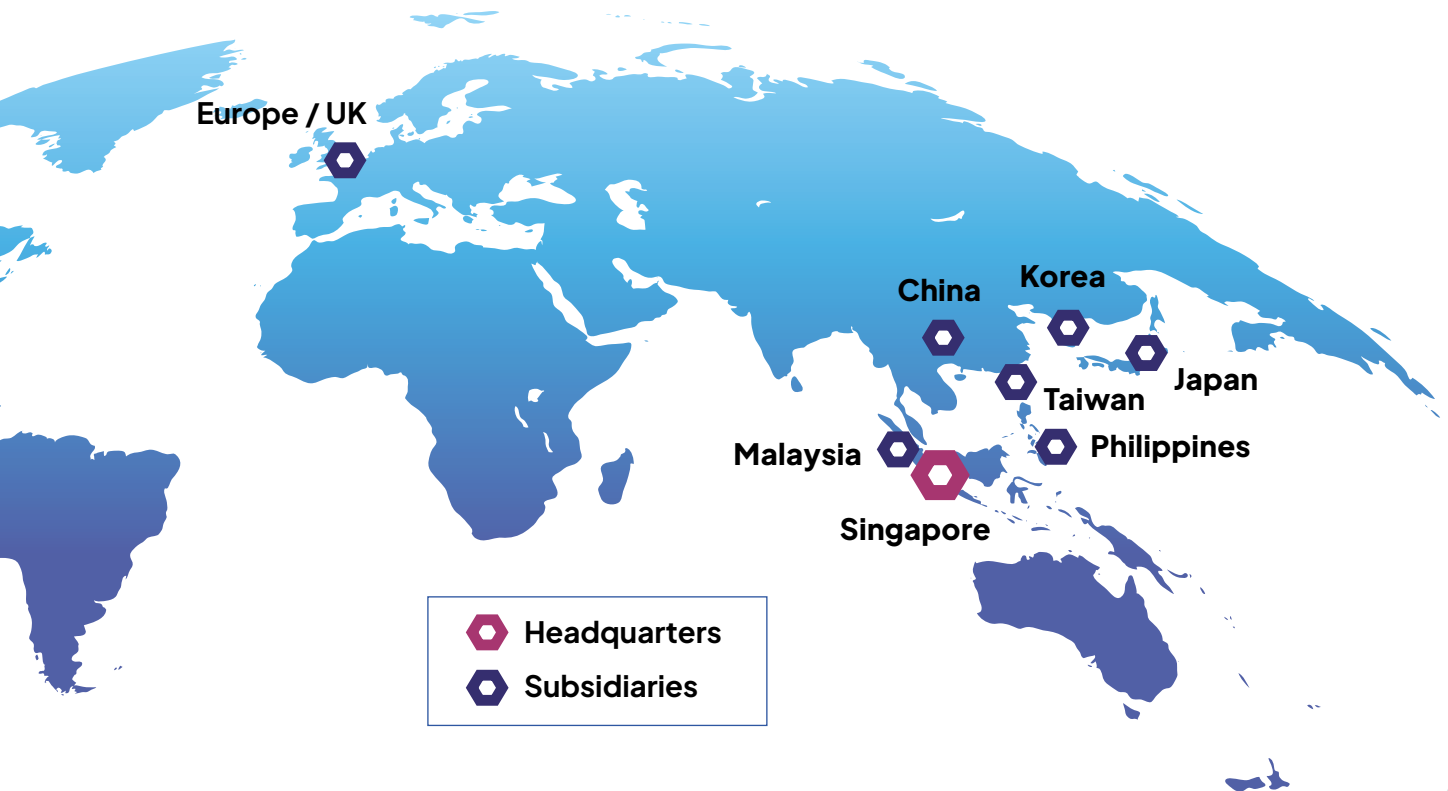 Europe / UK
Korea
China
Japan
Taiwan
Philippines
Malaysia
Singapore
Headquarters
Subsidiaries